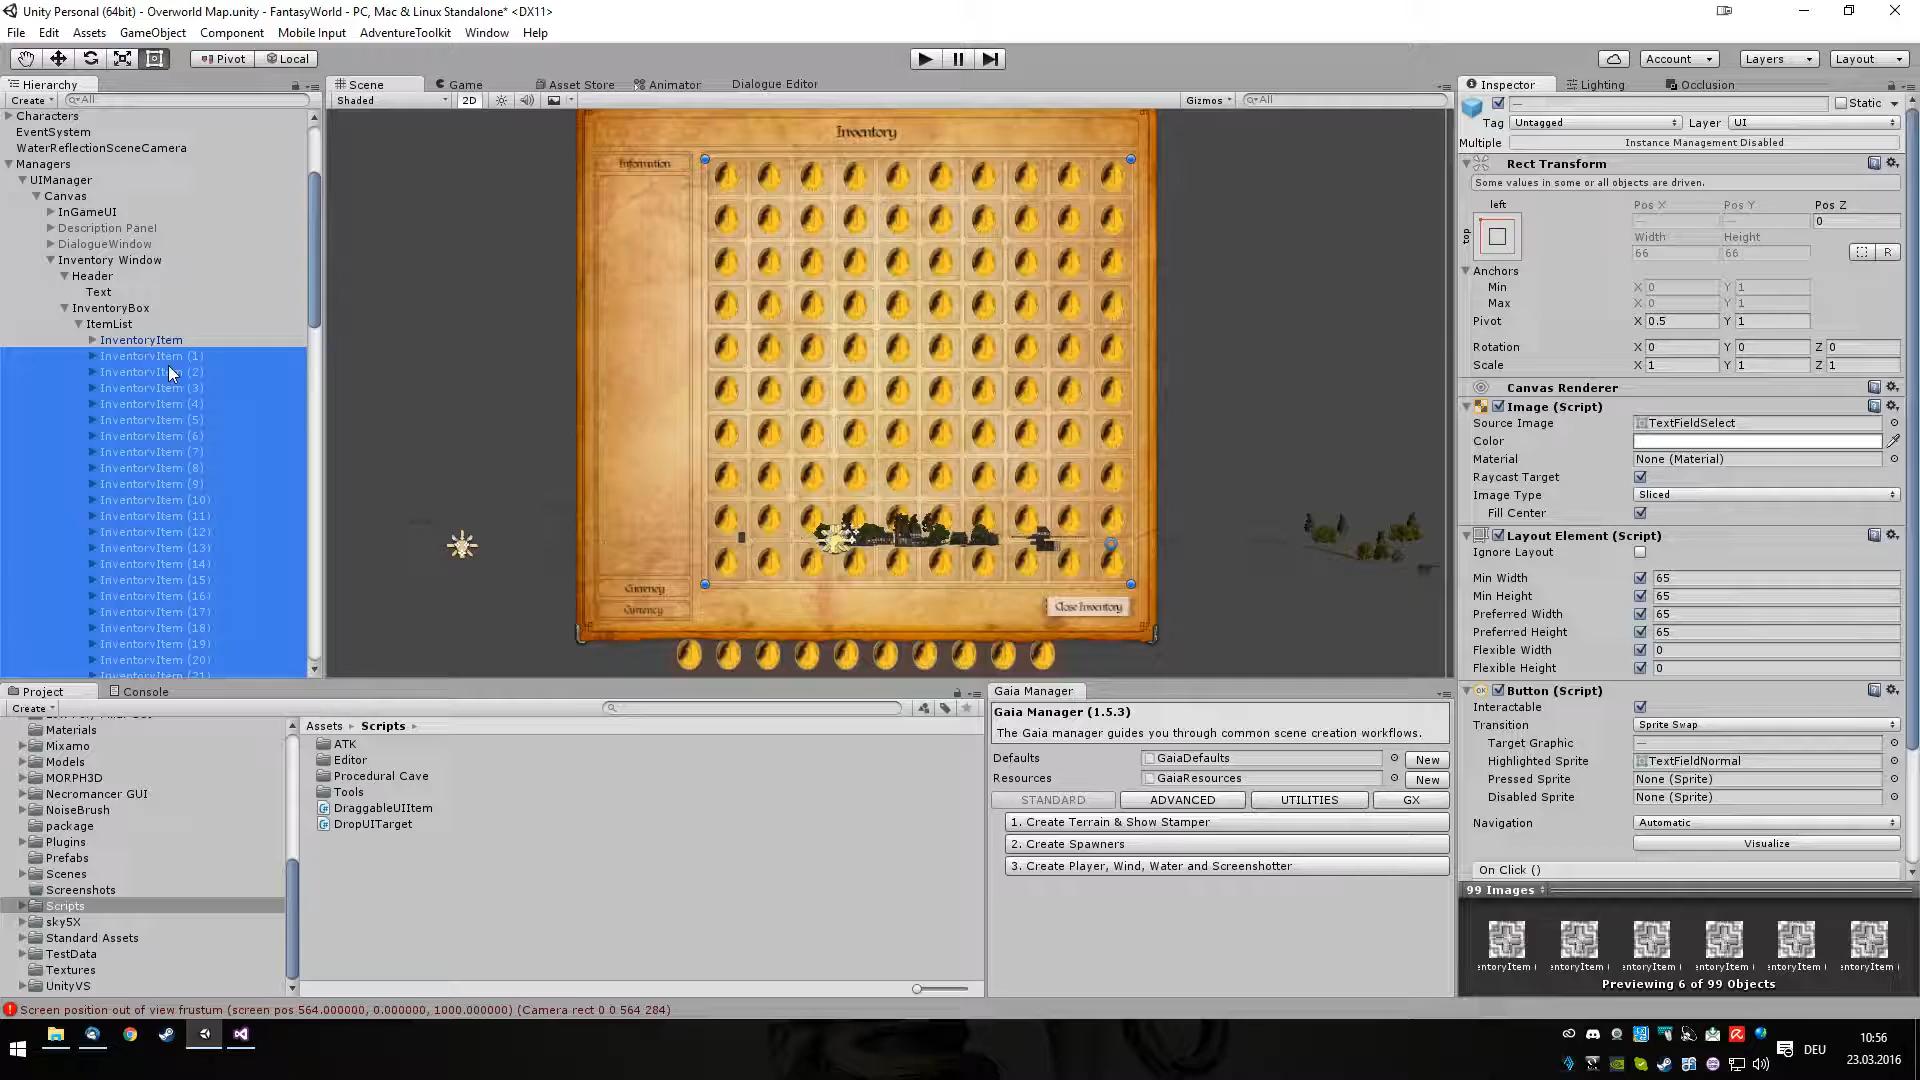 Unity Personal (64bit) - Overworld Map.unity - FantasyWorld - PC, Mac & Linux Standalone* <DX11>
File Edit Assets GameObject Component Mobile Input AdventureToolkit Window Help
Pivot Local Account Layers Layout
Hierarchy
Create All
Characters
EventSystem
WaterReflectionSceneCamera
Managers
UIManager
Canvas
InGameUI
Description Panel
DialogueWindow
Inventory Window
Header
Text
InventoryBox
ItemList
InventoryItem
InventoryItem (1)
InventoryItem (2)
InventoryItem (3)
InventoryItem (4)
InventoryItem (5)
InventoryItem (6)
InventoryItem (7)
InventoryItem (8)
InventoryItem (9)
InventoryItem (10)
InventoryItem (11)
InventoryItem (12)
InventoryItem (13)
InventoryItem (14)
InventoryItem (15)
InventoryItem (16)
InventoryItem (17)
InventoryItem (18)
InventoryItem (19)
InventoryItem (20)
InventoryItem (21)
Scene Game Asset Store Animator Dialogue Editor
Shaded 2D Gizmos All
Inventory
Information
Currency
Currency
Close Inventory
Inspector Lighting Occlusion
— Static
Tag Untagged Layer UI
Multiple Instance Management Disabled
Rect Transform
Some values in some or all objects are driven.
left Pos X Pos Y Pos Z
top — — 0
Width Height
66 66 R
Anchors
Min X 0 Y 1
Max X 0 Y 1
Pivot X 0.5 Y 1
Rotation X 0 Y 0 Z 0
Scale X 1 Y 1 Z 1
Canvas Renderer
Image (Script)
Source Image TextFieldSelect
Color
Material None (Material)
Raycast Target
Image Type Sliced
Fill Center
Layout Element (Script)
Ignore Layout
Min Width 65
Min Height 65
Preferred Width 65
Preferred Height 65
Flexible Width 0
Flexible Height 0
Button (Script)
Interactable
Transition Sprite Swap
Target Graphic —
Highlighted Sprite TextFieldNormal
Pressed Sprite None (Sprite)
Disabled Sprite None (Sprite)
Navigation Automatic
Visualize
On Click ()
99 Images
entoryItem ( entoryItem ( entoryItem ( entoryItem ( entoryItem ( entoryItem (
Previewing 6 of 99 Objects
Project Console
Create
Materials
Mixamo
Models
MORPH3D
Necromancer GUI
NoiseBrush
package
Plugins
Prefabs
Scenes
Screenshots
Scripts
sky5X
Standard Assets
TestData
Textures
UnityVS
Assets Scripts
ATK
Editor
Procedural Cave
Tools
DraggableUIItem
DropUITarget
Gaia Manager
Gaia Manager (1.5.3)
The Gaia manager guides you through common scene creation workflows.
Defaults GaiaDefaults New
Resources GaiaResources New
STANDARD ADVANCED UTILITIES GX
1. Create Terrain & Show Stamper
2. Create Spawners
3. Create Player, Wind, Water and Screenshotter
Screen position out of view frustum (screen pos 564.000000, 0.000000, 1000.000000) (Camera rect 0 0 564 284)
DEU
10:56
23.03.2016